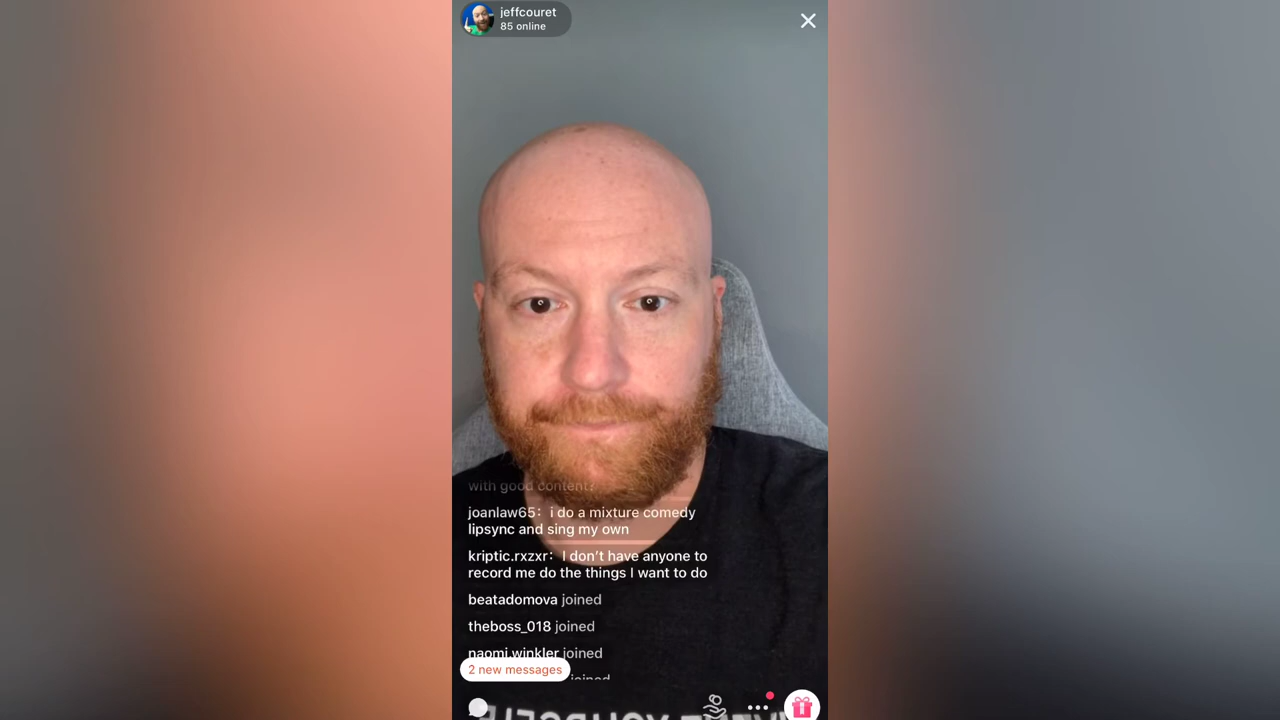 jeffcouret
85 online
with good content?
joanlaw65: i do a mixture comedy
lipsync and sing my own
kriptic.rxzxr: I don't have anyone to
record me do the things I want to do
beatadomova joined
theboss_018 joined
naomi.winkler joined
2 new messages
joined